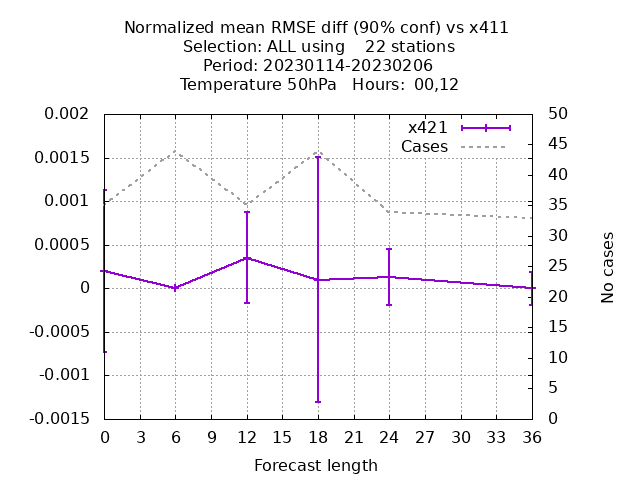 Normalized mean RMSE diff (90% conf) vs x411
Selection: ALL using    22 stations
Period: 20230114-20230206
Temperature 50hPa   Hours:  00,12
x421
Cases
0.002
0.0015
0.001
0.0005
0
-0.0005
-0.001
-0.0015
50
45
40
35
30
25
20
15
10
5
0
No cases
0 3 6 9 12 15 18 21 24 27 30 33 36
Forecast length